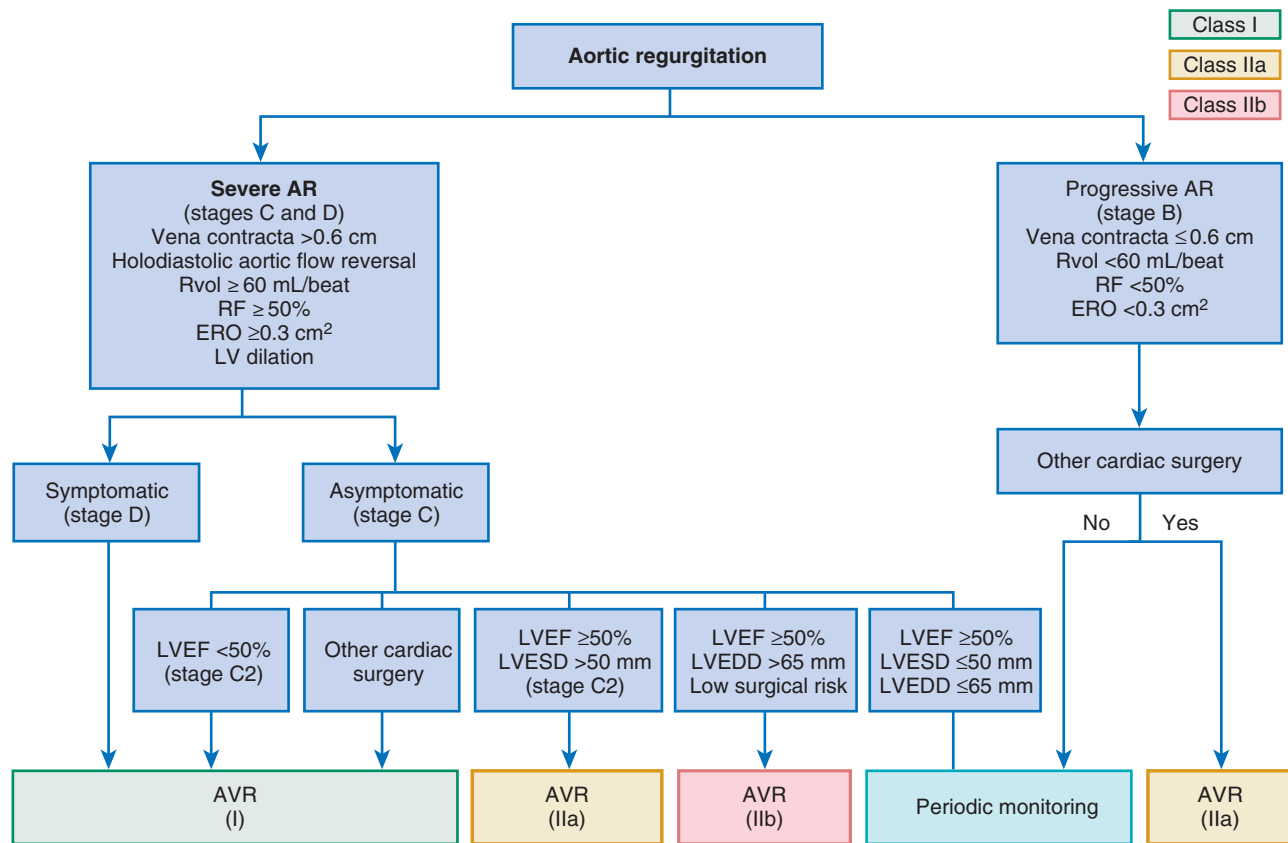 Aortic regurgitation
Class I
Class IIa
Class IIb
Severe AR
(stages C and D)
Vena contracta >0.6 cm
Holodiastolic aortic flow reversal
Rvol ≥ 60 mL/beat
RF ≥ 50%
ERO ≥0.3 cm²
LV dilation
Progressive AR
(stage B)
Vena contracta ≤ 0.6 cm
Rvol <60 mL/beat
RF <50%
ERO <0.3 cm²
Symptomatic
(stage D)
Asymptomatic
(stage C)
Other cardiac surgery
No
Yes
LVEF <50%
(stage C2)
Other cardiac
surgery
LVEF ≥50%
LVESD >50 mm
(stage C2)
LVEF ≥50%
LVEDD >65 mm
Low surgical risk
LVEF ≥50%
LVESD ≤50 mm
LVEDD ≤65 mm
AVR
(I)
AVR
(IIa)
AVR
(IIb)
Periodic monitoring
AVR
(IIa)